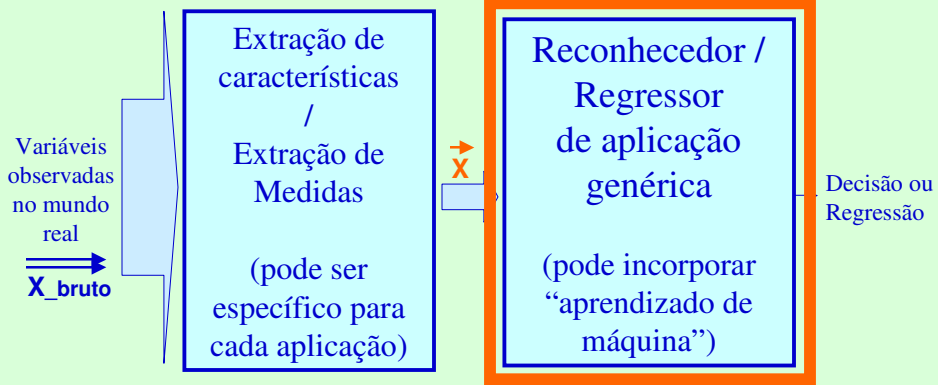 Variáveis
observadas
no mundo
real
X_bruto
Extração de
característícas
/
Extração de
Medidas
(pode ser
específico para
cada aplicação)
X
Reconhecedor /
Regressor
de aplicação
genérica
(pode incorporar
“aprendizado de
máquina”)
Decisão ou
Regressão